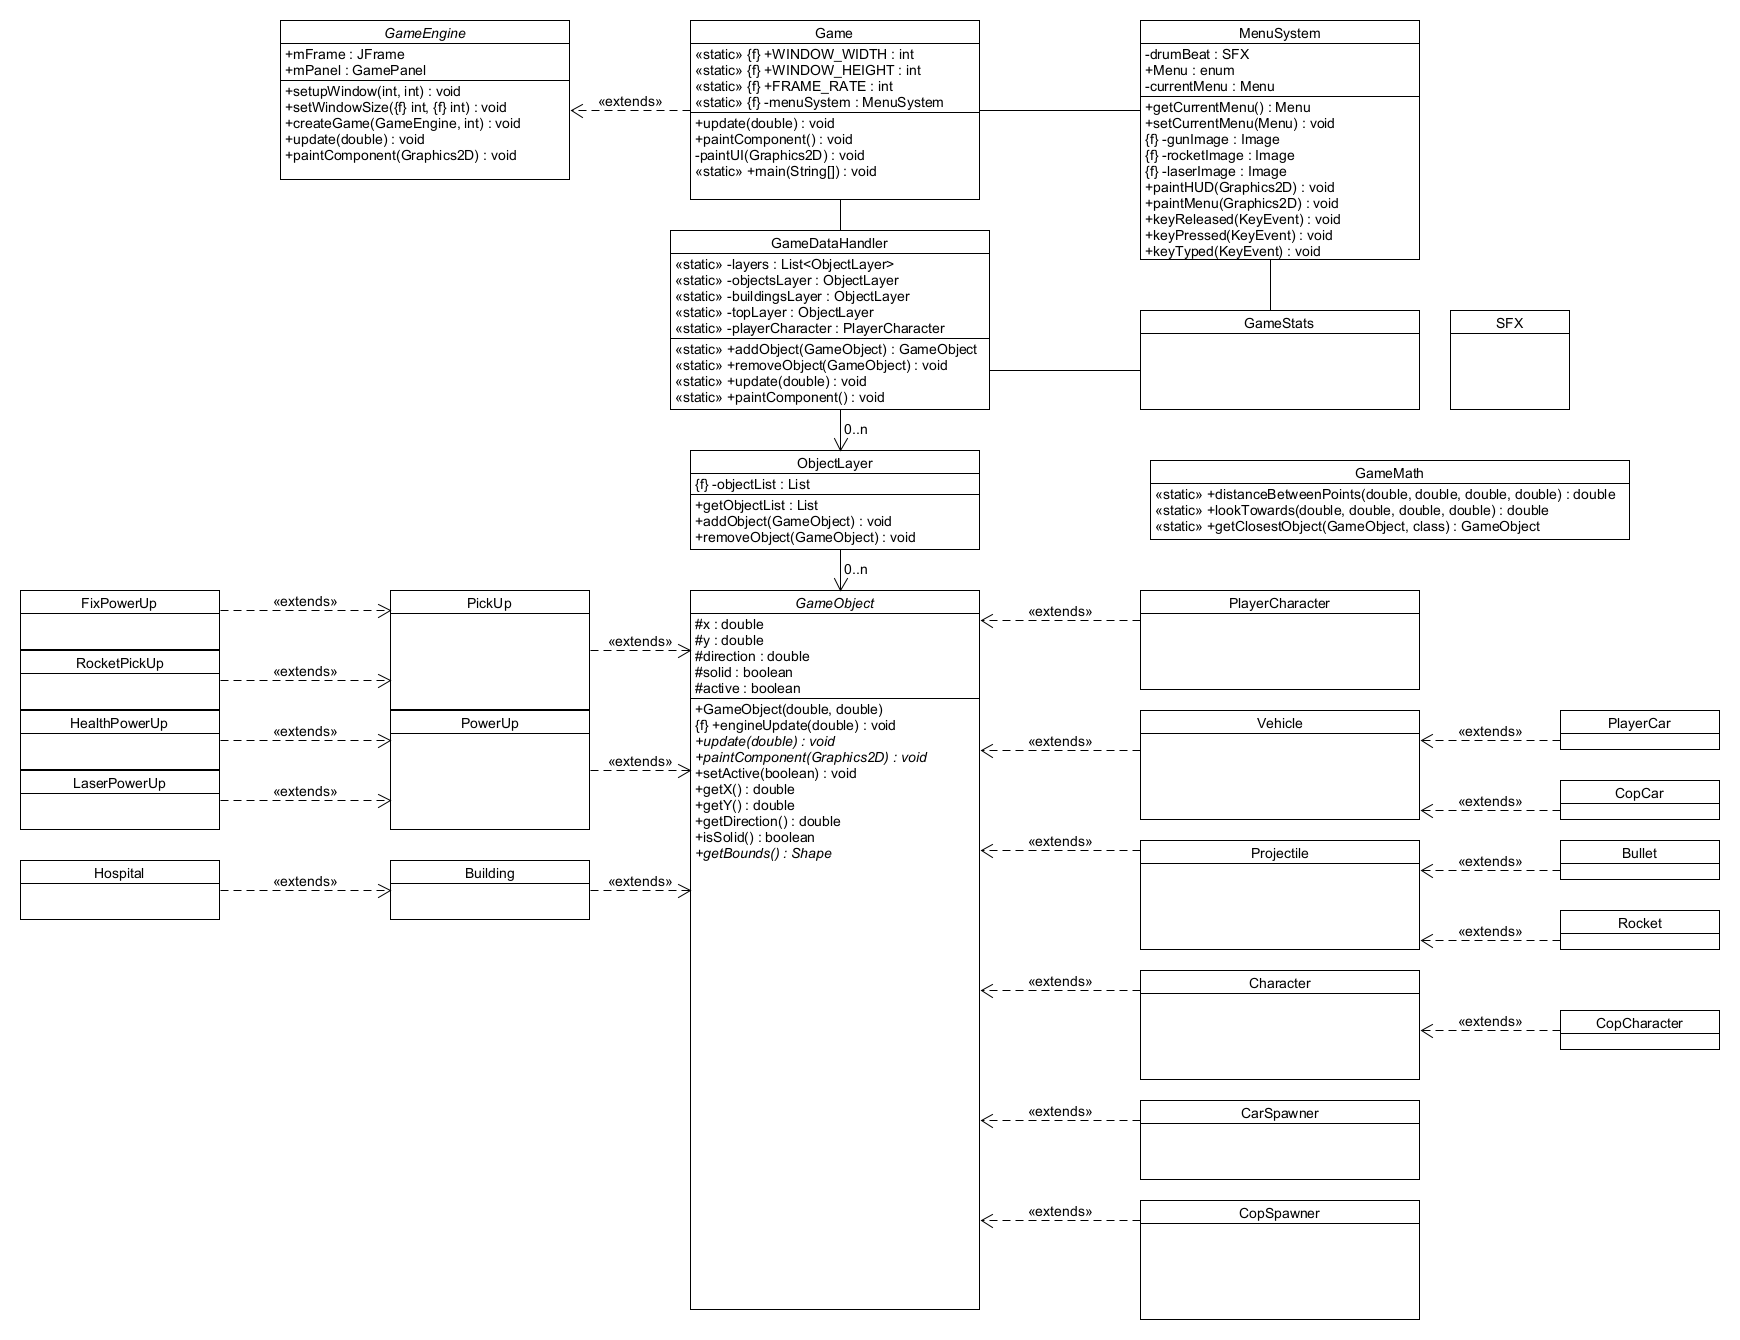 GameEngine
+mFrame : JFrame
+mPanel : GamePanel
+setupWindow(int, int) : void
+setWindowSize({f} int, {f} int) : void
+createGame(GameEngine, int) : void
+update(double) : void
+paintComponent(Graphics2D) : void
«extends»
Game
«static» {f} +WINDOW_WIDTH : int
«static» {f} +WINDOW_HEIGHT : int
«static» {f} +FRAME_RATE : int
«static» {f} -menuSystem : MenuSystem
+update(double) : void
+paintComponent() : void
-paintUI(Graphics2D) : void
«static» +main(String[]) : void
MenuSystem
-drumBeat : SFX
+Menu : enum
-currentMenu : Menu
+getCurrentMenu() : Menu
+setCurrentMenu(Menu) : void
{f} -gunImage : Image
{f} -rocketImage : Image
{f} -laserImage : Image
+paintHUD(Graphics2D) : void
+paintMenu(Graphics2D) : void
+keyReleased(KeyEvent) : void
+keyPressed(KeyEvent) : void
+keyTyped(KeyEvent) : void
GameDataHandler
«static» -layers : List<ObjectLayer>
«static» -objectsLayer : ObjectLayer
«static» -buildingsLayer : ObjectLayer
«static» -topLayer : ObjectLayer
«static» -playerCharacter : PlayerCharacter
«static» +addObject(GameObject) : GameObject
«static» +removeObject(GameObject) : void
«static» +update(double) : void
«static» +paintComponent() : void
GameStats
SFX
0..n
ObjectLayer
{f} -objectList : List
+getObjectList : List
+addObject(GameObject) : void
+removeObject(GameObject) : void
GameMath
«static» +distanceBetweenPoints(double, double, double, double) : double
«static» +lookTowards(double, double, double, double) : double
«static» +getClosestObject(GameObject, class) : GameObject
0..n
FixPowerUp
«extends»
RocketPickUp
«extends»
HealthPowerUp
«extends»
LaserPowerUp
«extends»
Hospital
«extends»
PickUp
«extends»
PowerUp
«extends»
Building
«extends»
GameObject
#x : double
#y : double
#direction : double
#solid : boolean
#active : boolean
+GameObject(double, double)
{f} +engineUpdate(double) : void
+update(double) : void
+paintComponent(Graphics2D) : void
+setActive(boolean) : void
+getX() : double
+getY() : double
+getDirection() : double
+isSolid() : boolean
+getBounds() : Shape
«extends»
PlayerCharacter
«extends»
Vehicle
«extends»
PlayerCar
«extends»
CopCar
«extends»
Projectile
«extends»
Bullet
«extends»
Rocket
«extends»
Character
«extends»
CopCharacter
«extends»
CarSpawner
«extends»
CopSpawner